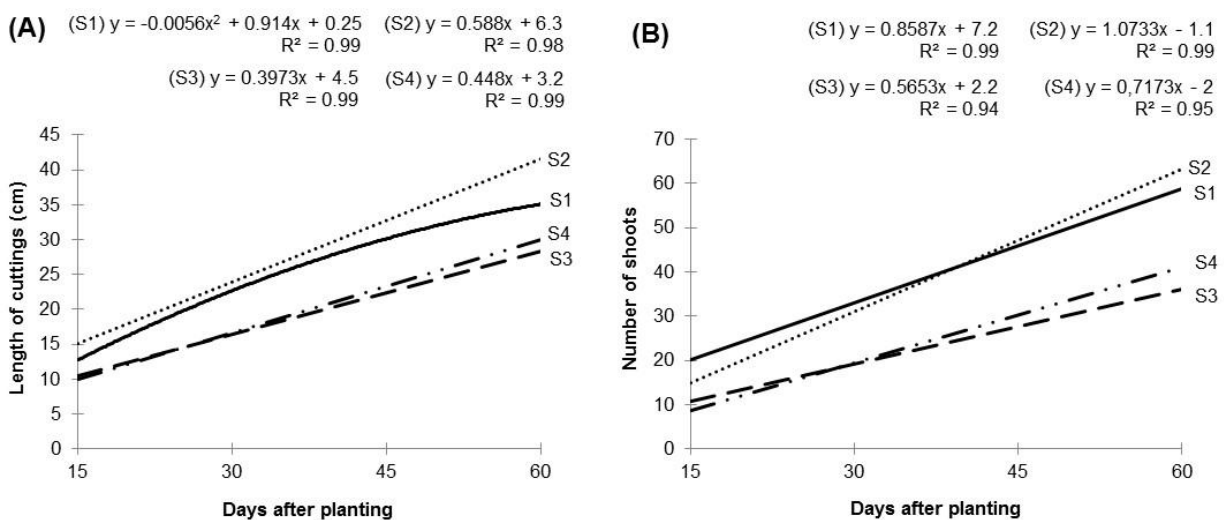 (A)
(S1) y = -0.0056x² + 0.914x + 0.25 (S2) y = 0.588x + 6.3
R² = 0.99 R² = 0.98
(S3) y = 0.3973x + 4.5 (S4) y = 0.448x + 3.2
R² = 0.99 R² = 0.99
Length of cuttings (cm)
45
40
35
30
25
20
15
10
5
0
S2
S1
S4
S3
15 30 45 60
Days after planting
(B)
(S1) y = 0.8587x + 7.2 (S2) y = 1.0733x - 1.1
R² = 0.99 R² = 0.99
(S3) y = 0.5653x + 2.2 (S4) y = 0,7173x - 2
R² = 0.94 R² = 0.95
Number of shoots
70
60
50
40
30
20
10
0
S2
S1
S4
S3
15 30 45 60
Days after planting